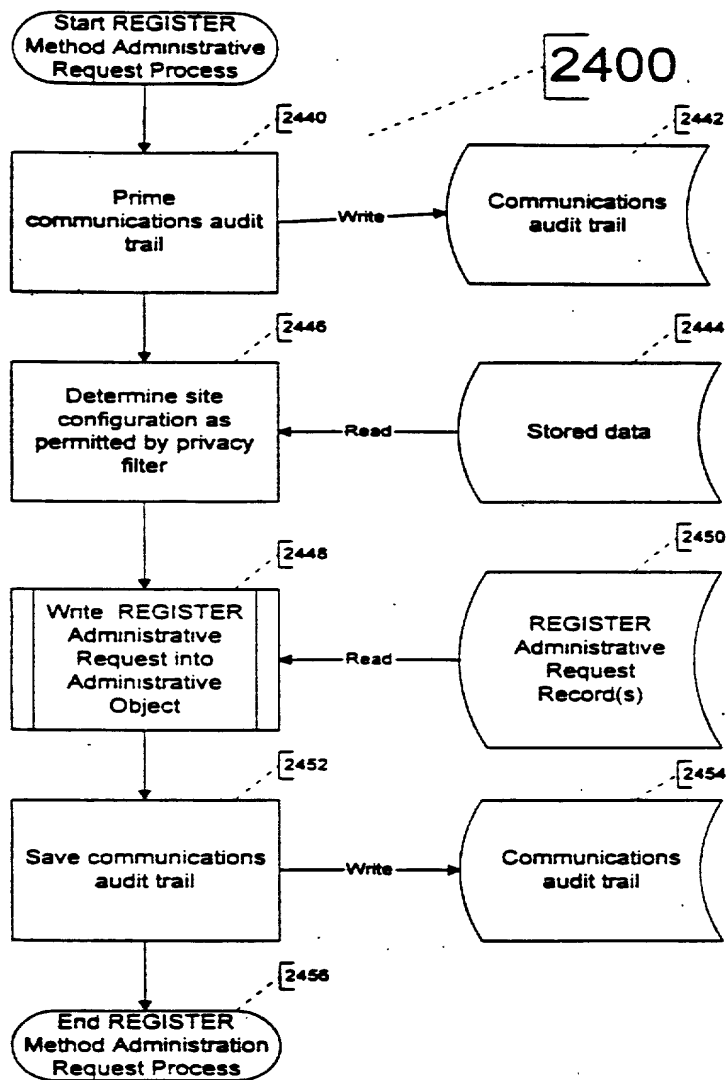 Start REGISTER
Method Administrative
Request Process
2400
2440
2442
Prime
communications audit
trail
Write
Communications
audit trail
2446
2444
Determine site
configuration as
permitted by privacy
filter
Read
Stored data
2448
2450
Write REGISTER
Administrative
Request into
Administrative
Object
Read
REGISTER
Administrative
Request
Record(s)
2452
2454
Save communications
audit trail
Write
Communications
audit trail
2456
End REGISTER
Method Administration
Request Process